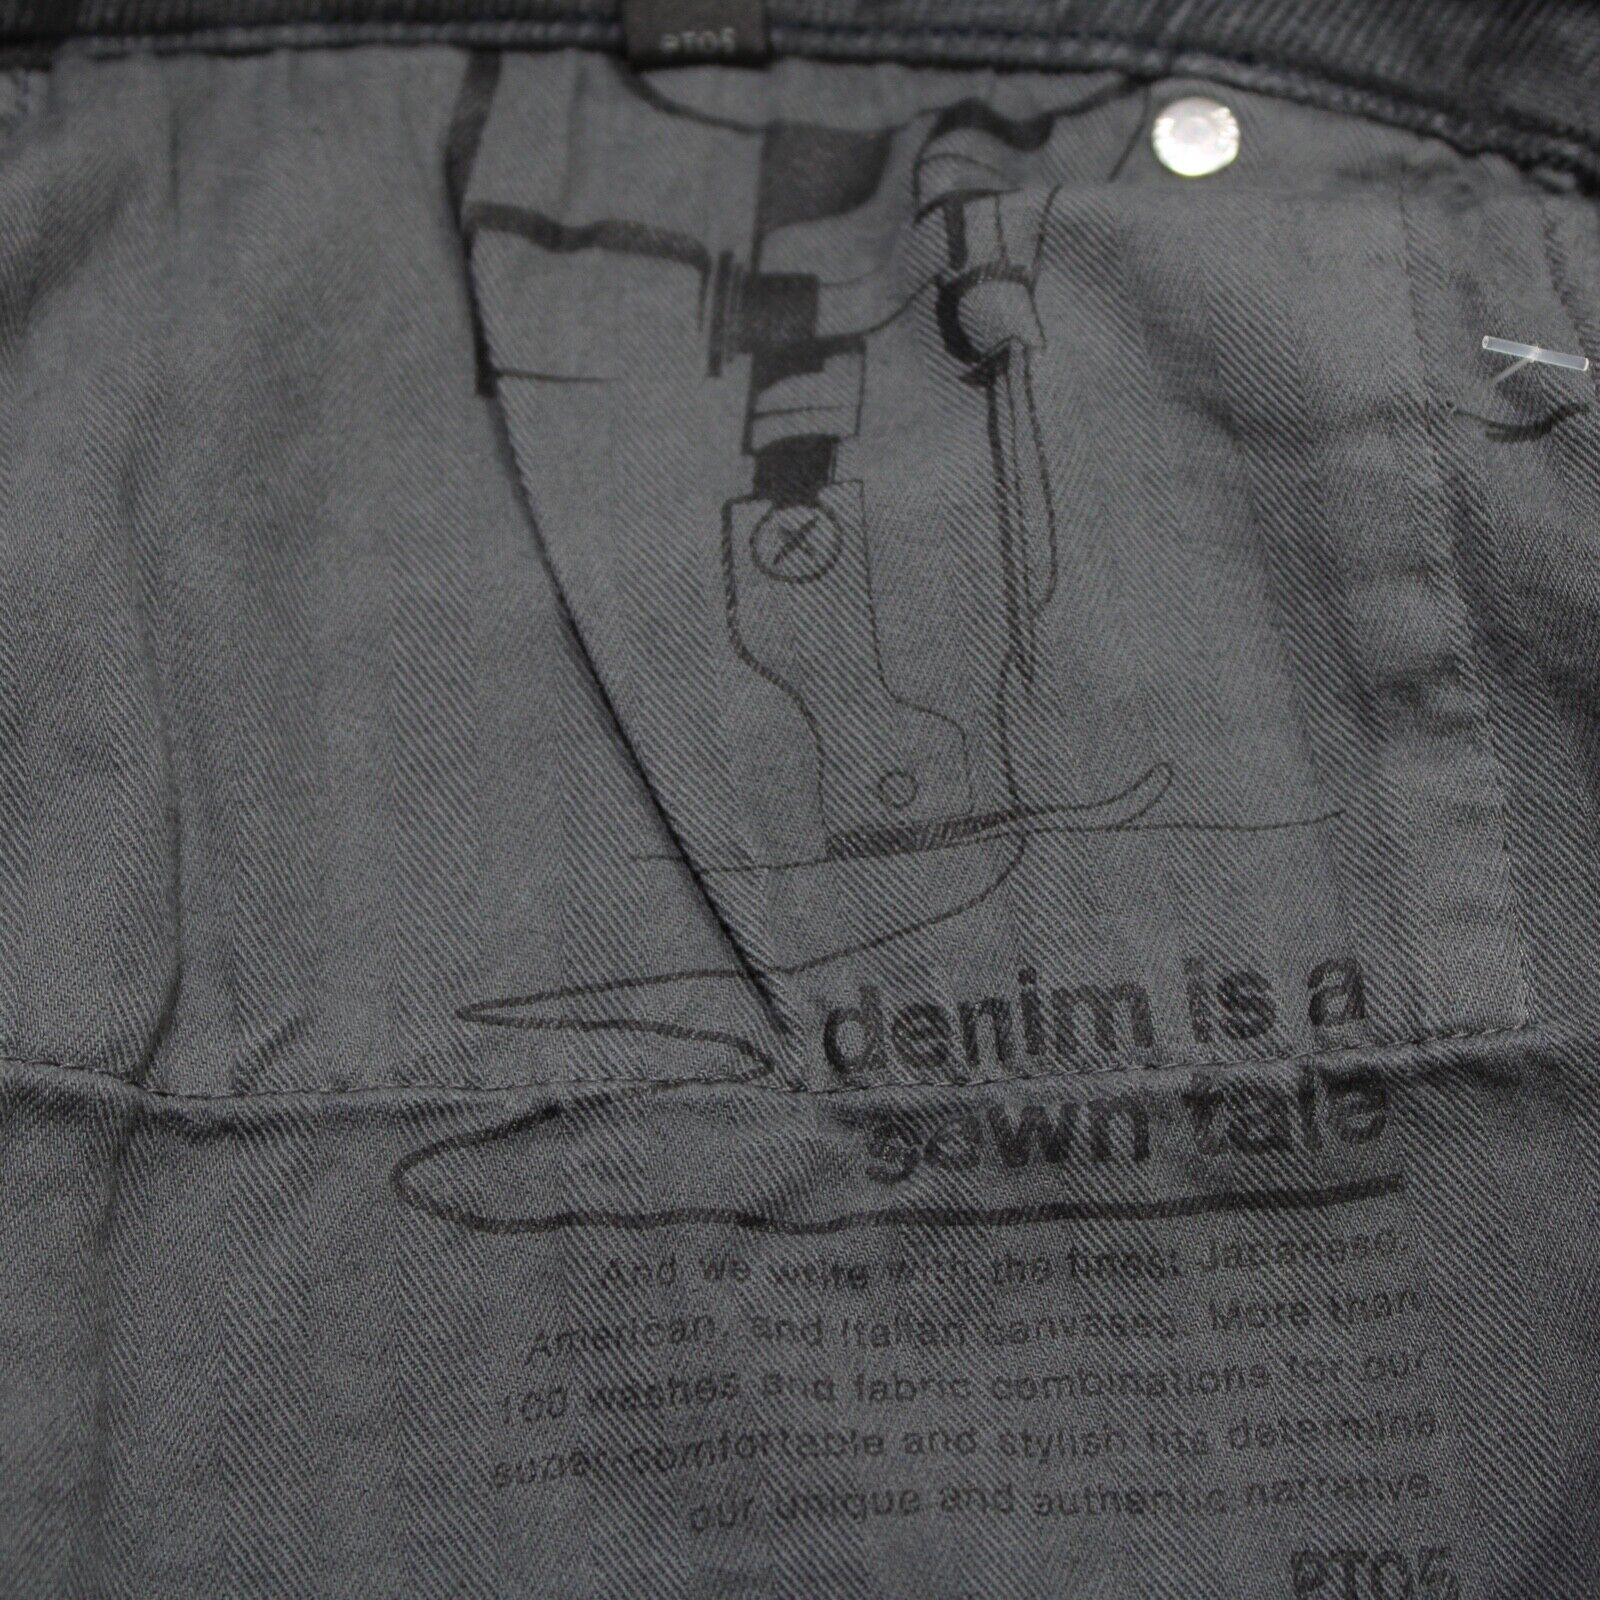 PT05
denim is a
sewn tale
And we write with the finest Japanese,
American, and Italian canvases. More than
100 washes and fabric combinations for our
super-comfortable and stylish fits determine
our unique and authentic narrative.
PT05